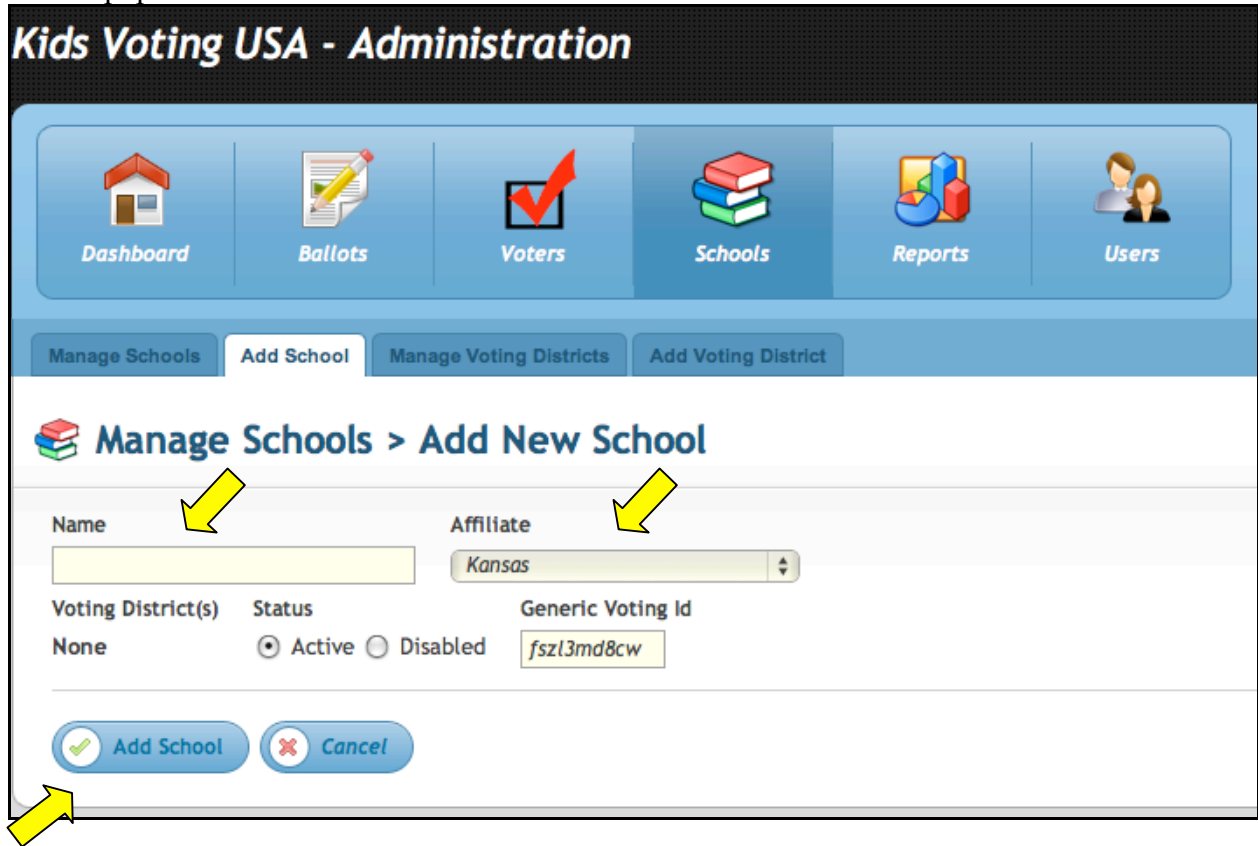 Kids Voting USA - Administration
Dashboard Ballots Voters Schools Reports Users
Manage Schools Add School Manage Voting Districts Add Voting District
Manage Schools > Add New School
Name Affiliate
Kansas
Voting District(s) Status Generic Voting Id
None Active Disabled fszl3md8cw
Add School Cancel